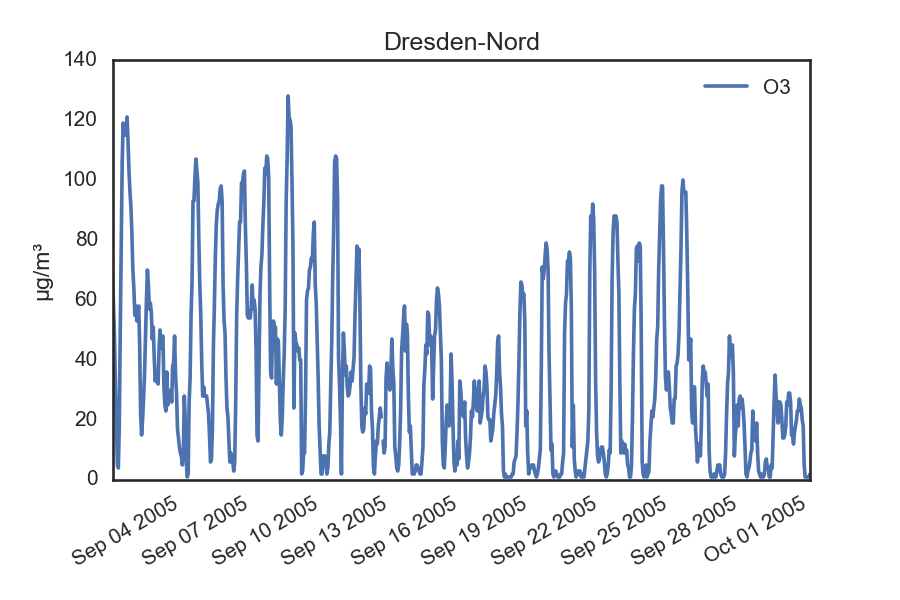 Dresden-Nord
140
120
100
80
60
40
20
0
µg/m³
O3
Sep 04 2005
Sep 07 2005
Sep 10 2005
Sep 13 2005
Sep 16 2005
Sep 19 2005
Sep 22 2005
Sep 25 2005
Sep 28 2005
Oct 01 2005